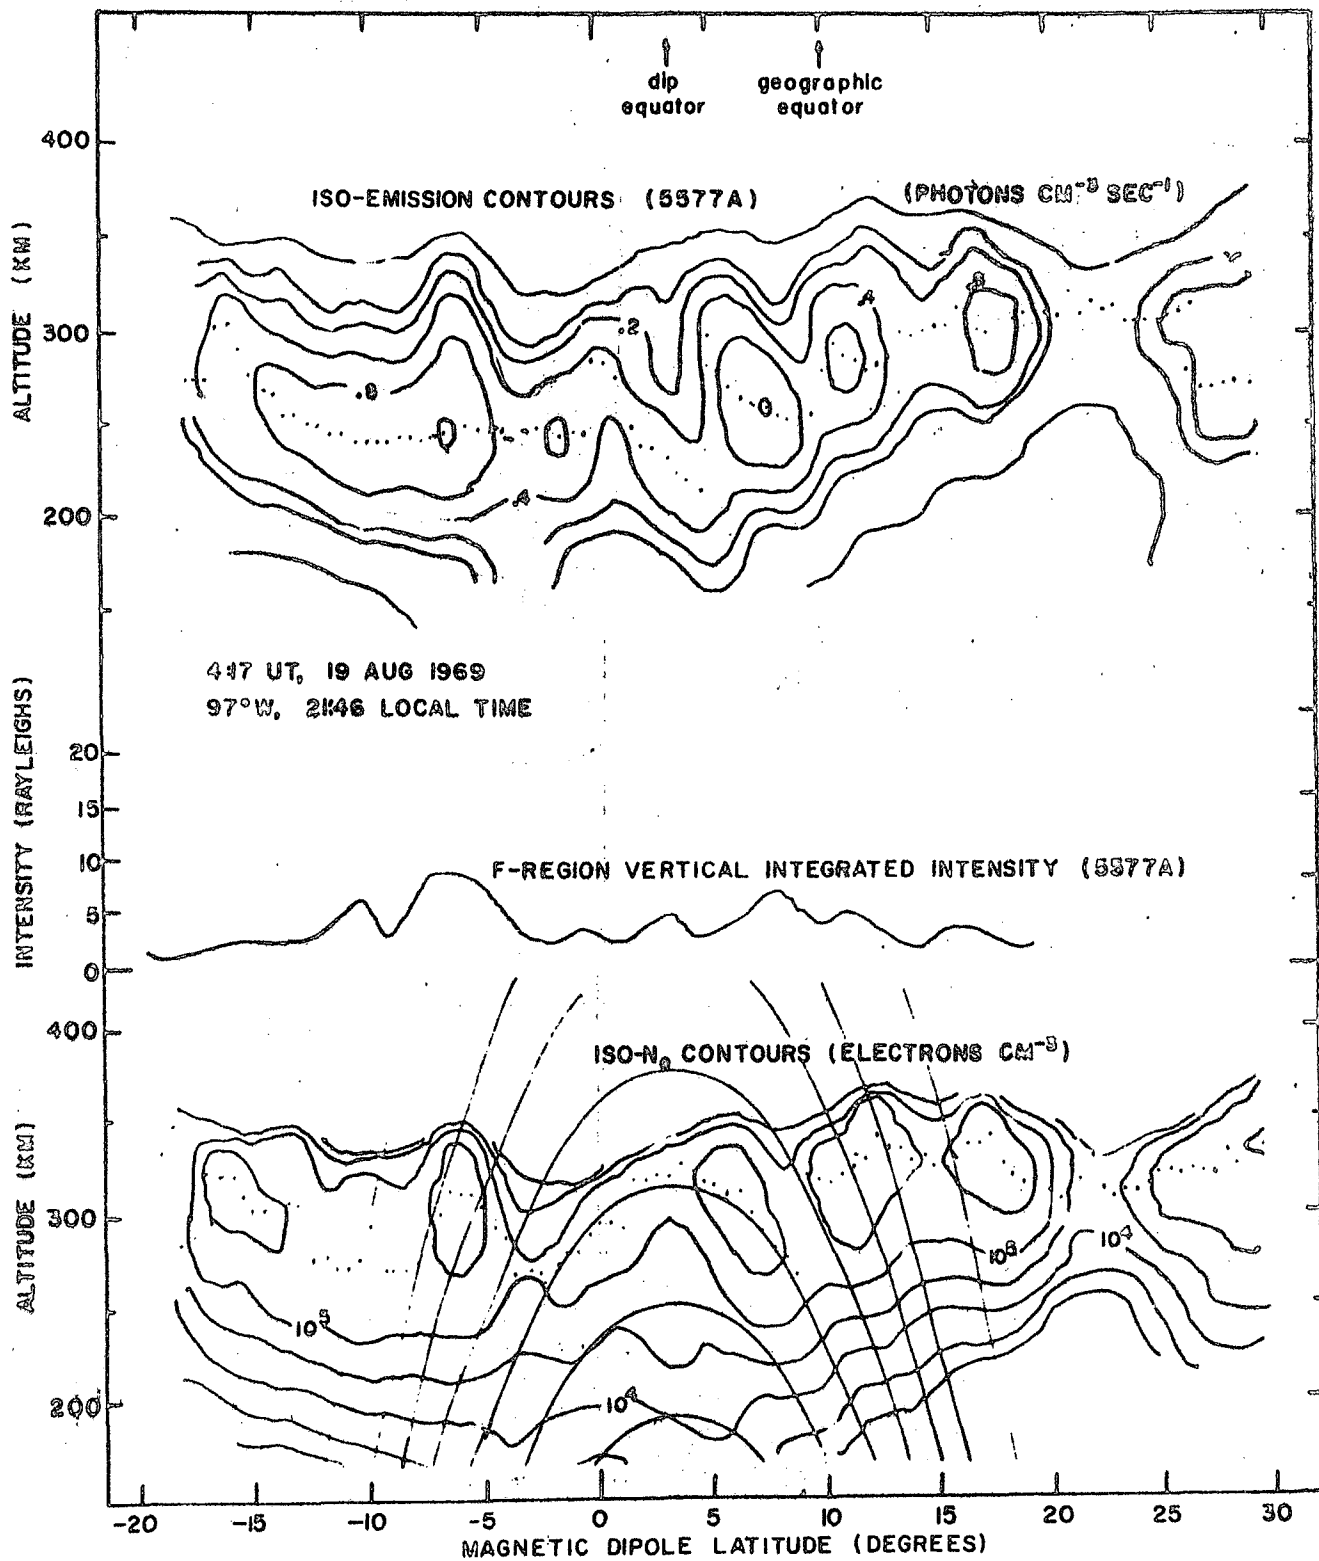 dip
equator
geographic
equator
400
300
200
ALTITUDE (KM)
ISO-EMISSION CONTOURS (5577A)
(PHOTONS CM⁻³ SEC⁻¹)
.2
.4
.8
.8
.4
4:17 UT, 19 AUG 1969
97°W, 21:46 LOCAL TIME
INTENSITY (RAYLEIGHS)
20
15
10
5
0
F-REGION VERTICAL INTEGRATED INTENSITY (5577A)
400
300
200
ALTITUDE (KM)
ISO-Nₑ CONTOURS (ELECTRONS CM⁻³)
10⁵
10⁴
10⁵
10⁴
-20 -15 -10 -5 0 5 10 15 20 25 30
MAGNETIC DIPOLE LATITUDE (DEGREES)